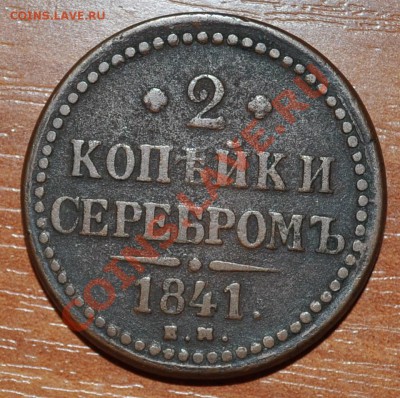 COINS.LAVE.RU
2
КОПѢЙКИ
СЕРЕБРОМЪ
1841.
COINS.LAVE.RU